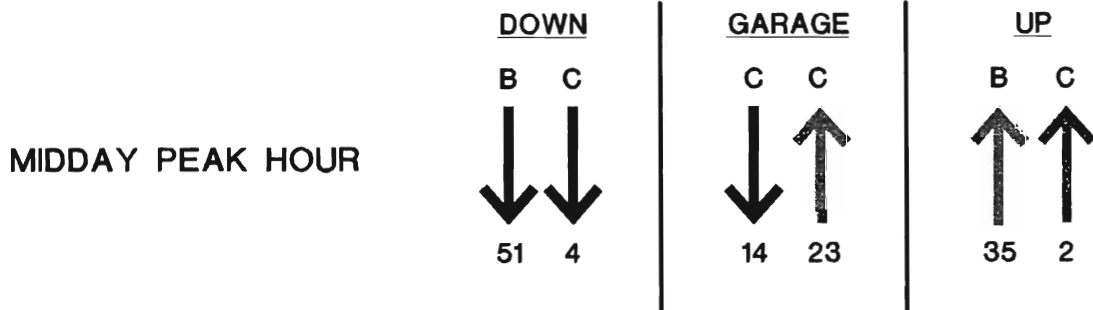 DOWN GARAGE UP
B C C C B C
MIDDAY PEAK HOUR
51 4 14 23 35 2